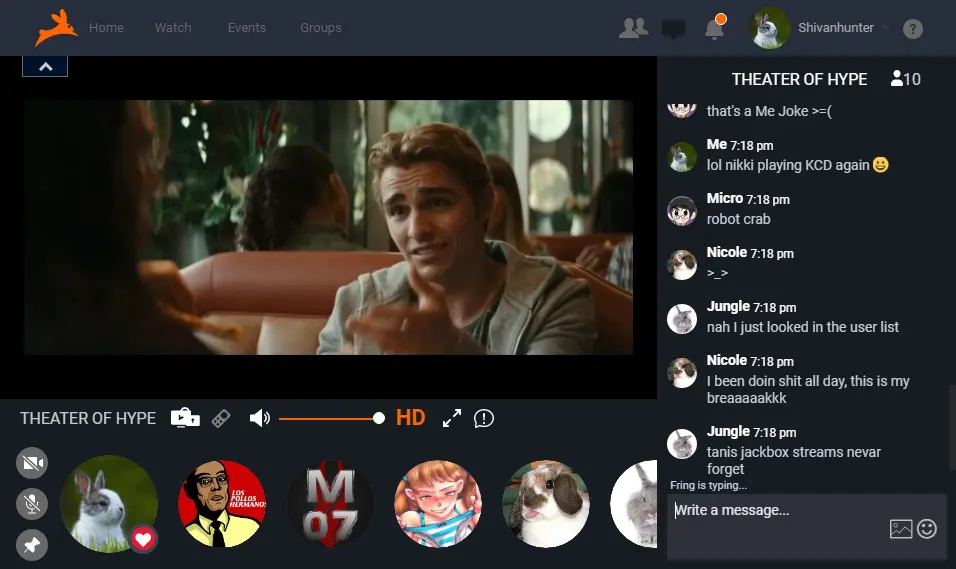 Home
Watch
Events
Groups
Shivanhunter
?
THEATER OF HYPE
10
that's a Me Joke >=(
Me 7:18 pm
lol nikki playing KCD again 😀
Micro 7:18 pm
robot crab
Nicole 7:18 pm
>_>
Jungle 7:18 pm
nah I just looked in the user list
Nicole 7:18 pm
I been doin shit all day, this is my
breaaaaakkk
Jungle 7:18 pm
tanis jackbox streams nevar
forget
Fring is typing...
Write a message...
THEATER OF HYPE
HD
LOS
POLLOS
HERMANOS
M
07